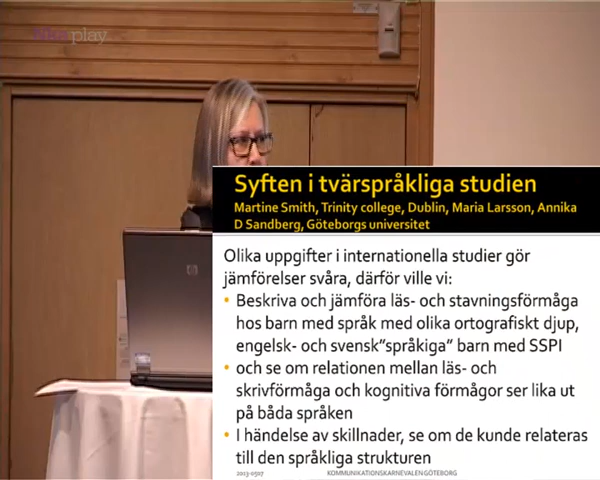 ukaplay
Syften i tvärspråkliga studien
Martine Smith, Trinity college, Dublin, Maria Larsson, Annika
D Sandberg, Göteborgs universitet
Olika uppgifter i internationella studier gör
jämförelser svåra, därför ville vi:
• Beskriva och jämföra läs- och stavningsförmåga
hos barn med språk med olika ortografiskt djup,
engelsk- och svensk”språkiga” barn med SSPI
• och se om relationen mellan läs- och
skrivförmåga och kognitiva förmågor ser lika ut
på båda språken
• I händelse av skillnader, se om de kunde relateras
till den språkliga strukturen
2013-0507 KOMMUNIKATIONSKARNEVALEN GÖTEBORG
hp